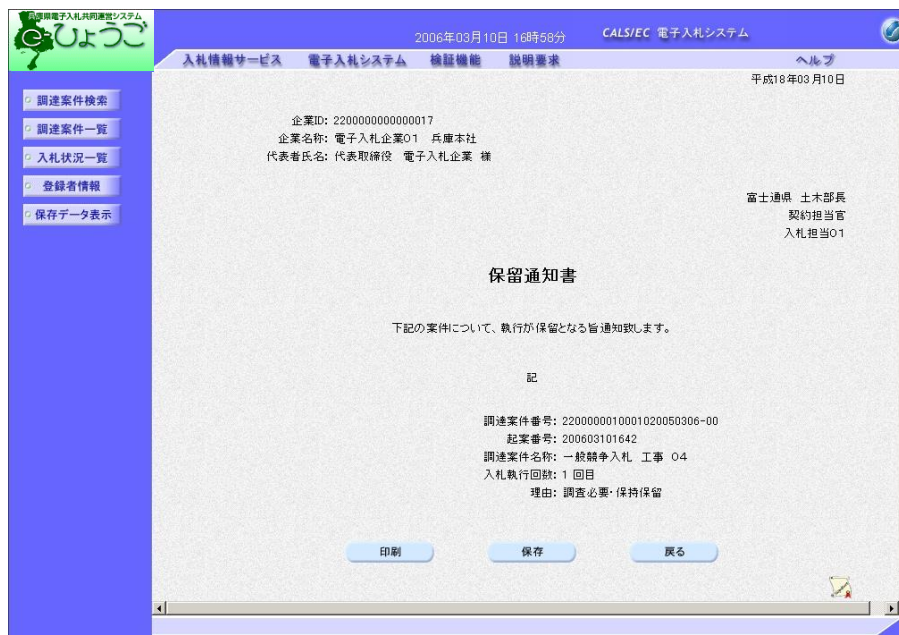 兵庫県電子入札共同運営システム
e-ひょうご
2006年03月10日 16時58分
CALS/EC 電子入札システム
入札情報サービス 電子入札システム 検証機能 説明要求 ヘルプ
調達案件検索
調達案件一覧
入札状況一覧
登録者情報
保存データ表示
平成18年03月10日
企業ID: 2200000000000017
企業名称: 電子入札企業01 兵庫本社
代表者氏名: 代表取締役 電子入札企業 様
富士通県 土木部長
契約担当官
入札担当01
保留通知書
下記の案件について、執行が保留となる旨通知致します。
記
調達案件番号: 2200000010001020050306-00
起案番号: 200603101642
調達案件名称: 一般競争入札 工事 04
入札執行回数: 1 回目
理由: 調査必要・保持保留
印刷 保存 戻る